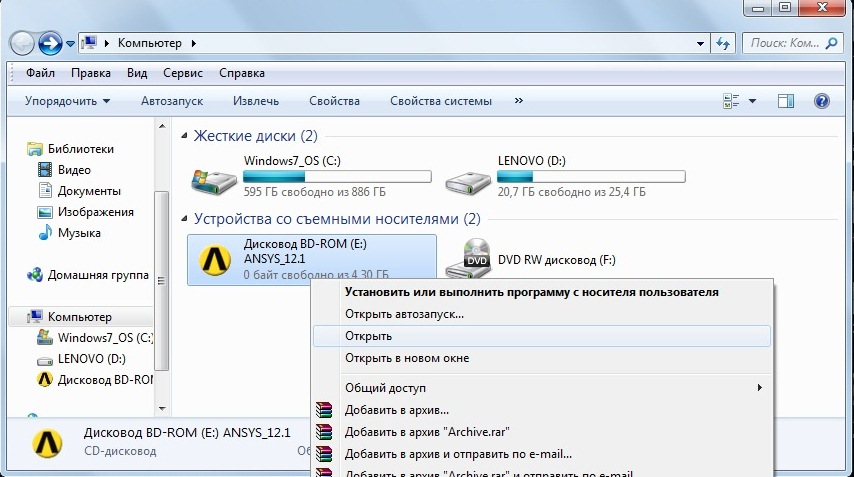 Компьютер
Поиск: Ком...
Файл Правка Вид Сервис Справка
Упорядочить Автозапуск Извлечь Свойства Свойства системы »
Библиотеки
Видео
Документы
Изображения
Музыка
Домашняя группа
Компьютер
Windows7_OS (C:)
LENOVO (D:)
Дисковод BD-ROM
Жесткие диски (2)
Windows7_OS (C:)
595 ГБ свободно из 886 ГБ
LENOVO (D:)
20,7 ГБ свободно из 25,4 ГБ
Устройства со съемными носителями (2)
Дисковод BD-ROM (E:)
ANSYS_12.1
0 байт свободно из 4,30 ГБ
DVD
DVD RW дисковод (F:)
Установить или выполнить программу с носителя пользователя
Открыть автозапуск...
Открыть
Открыть в новом окне
Общий доступ
Добавить в архив...
Добавить в архив "Archive.rar"
Добавить в архив и отправить по e-mail...
Добавить в архив "Archive.rar" и отправить по e-mail
Дисковод BD-ROM (E:) ANSYS_12.1
CD-дисковод